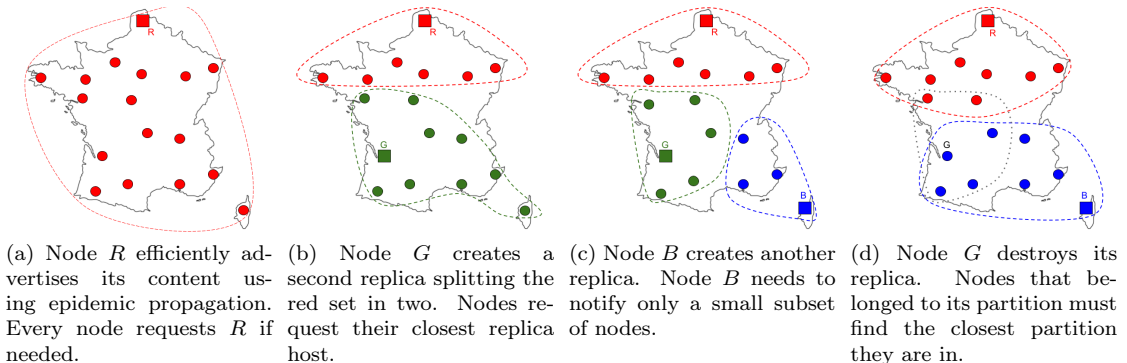 R
R
G
R
G
B
R
G
B
(a) Node R efficiently ad-
vertises its content us-
ing epidemic propagation.
Every node requests R if
needed.
(b) Node G creates a
second replica splitting the
red set in two. Nodes re-
quest their closest replica
host.
(c) Node B creates another
replica. Node B needs to
notify only a small subset
of nodes.
(d) Node G destroys its
replica. Nodes that be-
longed to its partition must
find the closest partition
they are in.